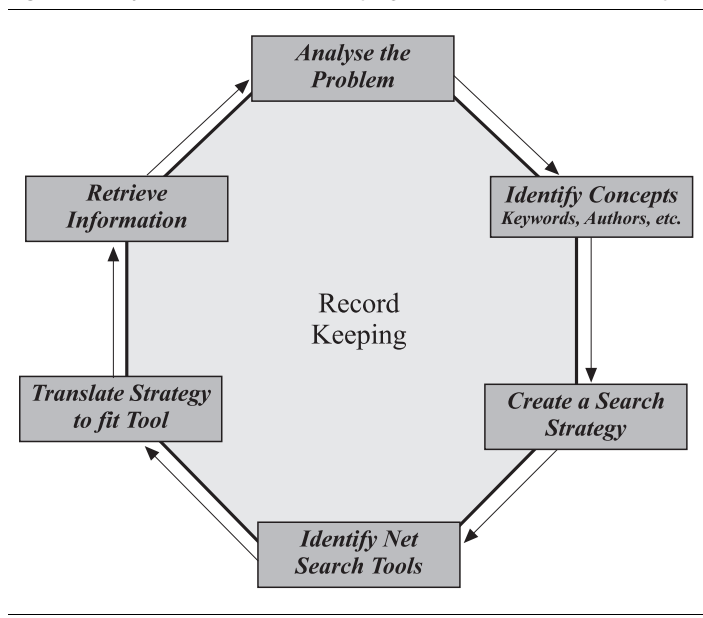 Analyse the
Problem
Identify Concepts
Keywords, Authors, etc.
Create a Search
Strategy
Identify Net
Search Tools
Translate Strategy
to fit Tool
Retrieve
Information
Record
Keeping